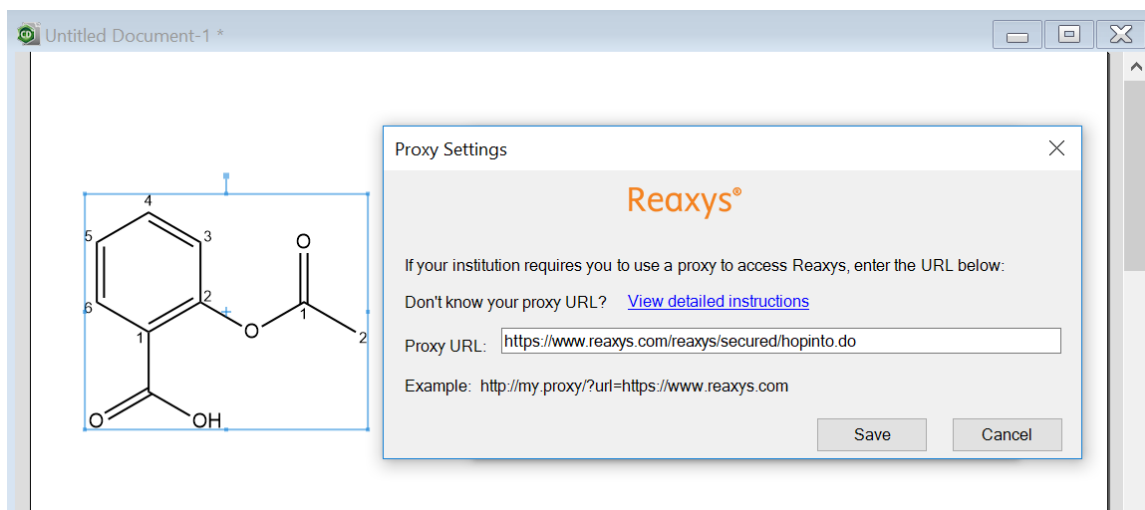 Untitled Document-1 *
Proxy Settings
Reaxys®
If your institution requires you to use a proxy to access Reaxys, enter the URL below:
Don't know your proxy URL? View detailed instructions
Proxy URL: https://www.reaxys.com/reaxys/secured/hopinto.do
Example: http://my.proxy/?url=https://www.reaxys.com
Save Cancel
4
5 3 O
6 2
1 O 1 2
O OH